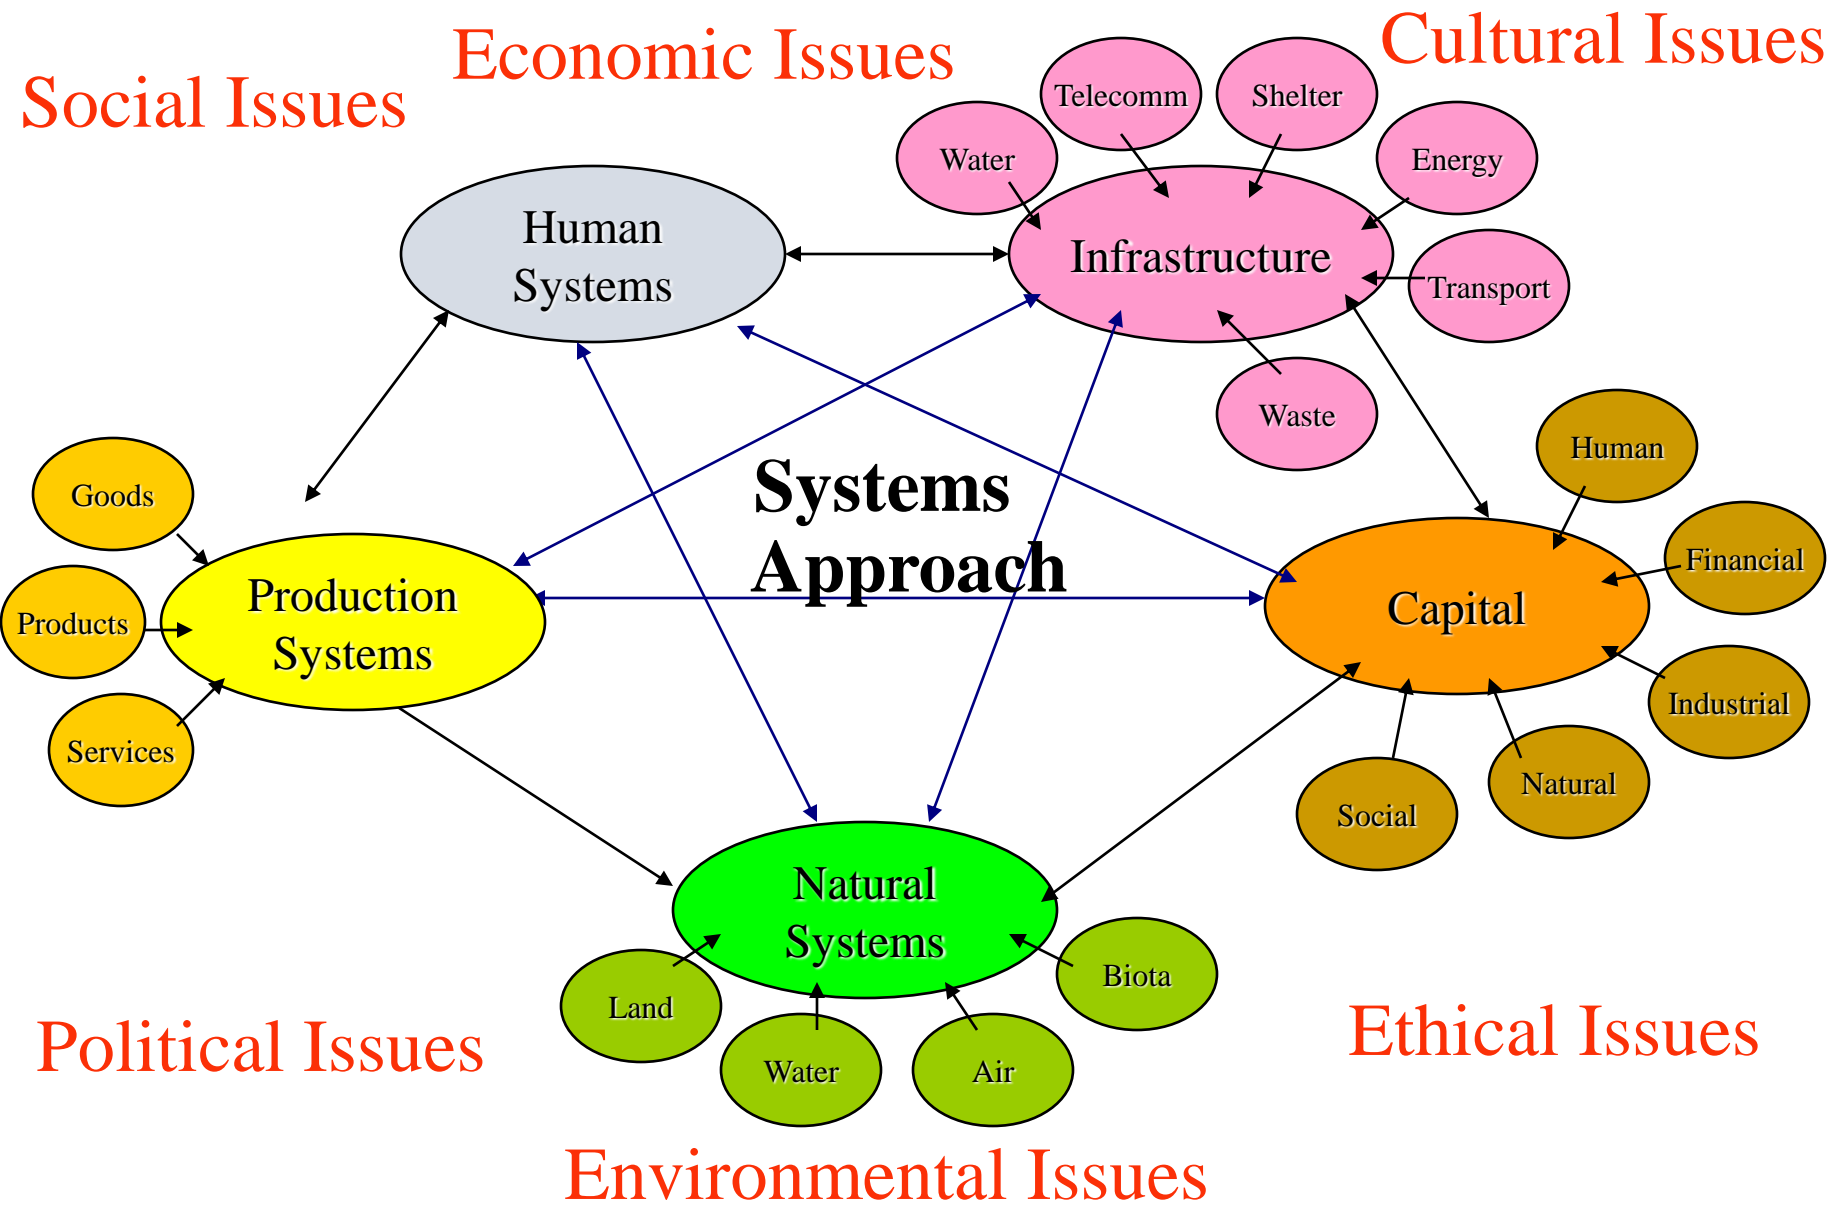 Social Issues
Economic Issues
Cultural Issues
Telecomm
Shelter
Water
Energy
Human
Systems
Infrastructure
Transport
Waste
Human
Goods
Systems
Approach
Financial
Products
Production
Systems
Capital
Services
Industrial
Natural
Social
Natural
Systems
Land
Biota
Water
Air
Political Issues
Ethical Issues
Environmental Issues